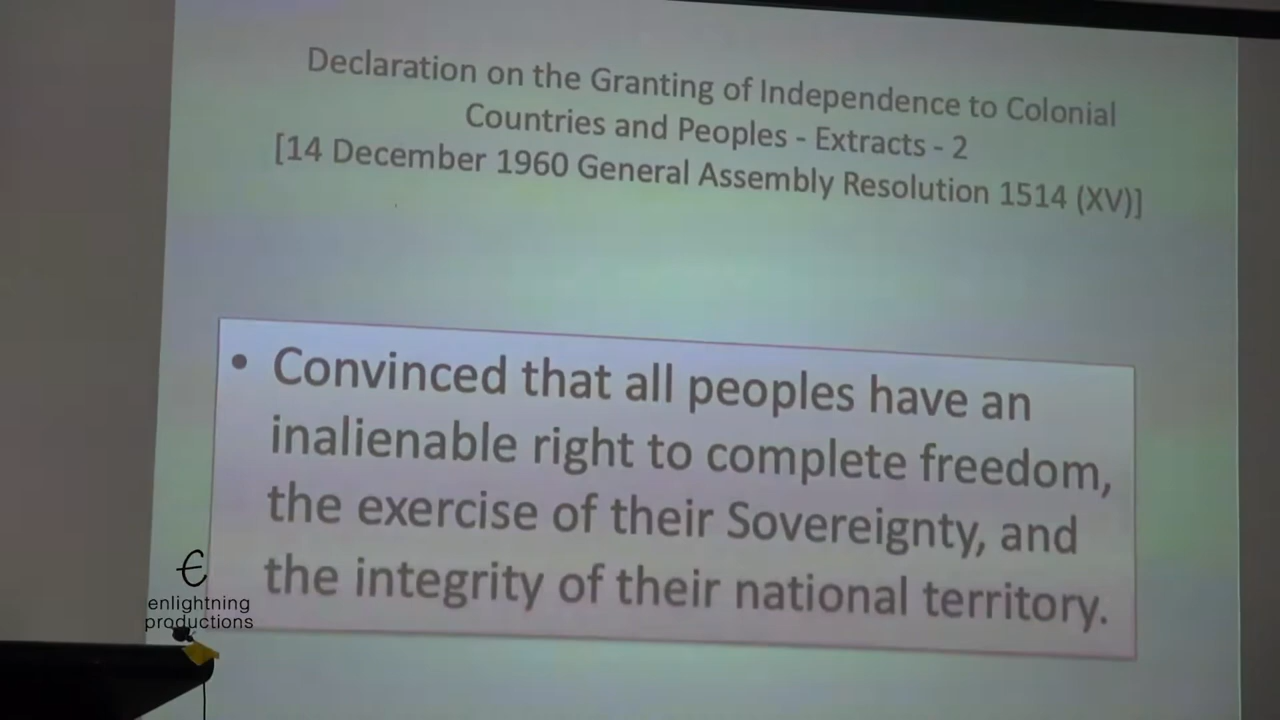 Declaration on the Granting of Independence to Colonial
Countries and Peoples - Extracts - 2
[14 December 1960 General Assembly Resolution 1514 (XV)]
• Convinced that all peoples have an
inalienable right to complete freedom,
the exercise of their Sovereignty, and
the integrity of their national territory.
€
enlightning
productions